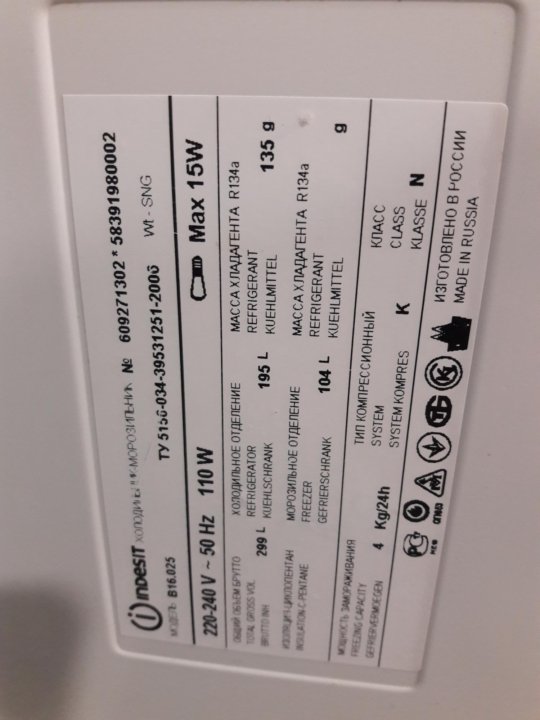 INDESIT ХОЛОДИЛЬНИК-МОРОЗИЛЬНИК № 609271302 * 58391980002
МОДЕЛЬ B16.025 ТУ 5156-034-39531251-2006 Wt - SNG
220-240 V ~ 50 Hz 110 W Max 15W
ОБЩИЙ ОБЪЕМ БРУТТО
TOTAL GROSS VOL
BRUTTO INH 299 L
ХОЛОДИЛЬНОЕ ОТДЕЛЕНИЕ
REFRIGERATOR
KUEHLSCHRANK 195 L
МАССА ХЛАДАГЕНТА R134a
REFRIGERANT
KUEHLMITTEL 135 g
ИЗОЛЯЦИЯ-ЦИКЛОПЕНТАН
INSULATION-C-PENTANE
МОРОЗИЛЬНОЕ ОТДЕЛЕНИЕ
FREEZER
GEFRIERSCHRANK 104 L
МАССА ХЛАДАГЕНТА R134a
REFRIGERANT
KUEHLMITTEL g
МОЩНОСТЬ ЗАМОРАЖИВАНИЯ
FREEZING CAPACITY
GEFRIERVERMOEGEN 4 Kg/24h
ТИП КОМПРЕССИОННЫЙ
SYSTEM
SYSTEM KOMPRES K
КЛАСС
CLASS
KLASSE N
ИЗГОТОВЛЕНО В РОССИИ
MADE IN RUSSIA